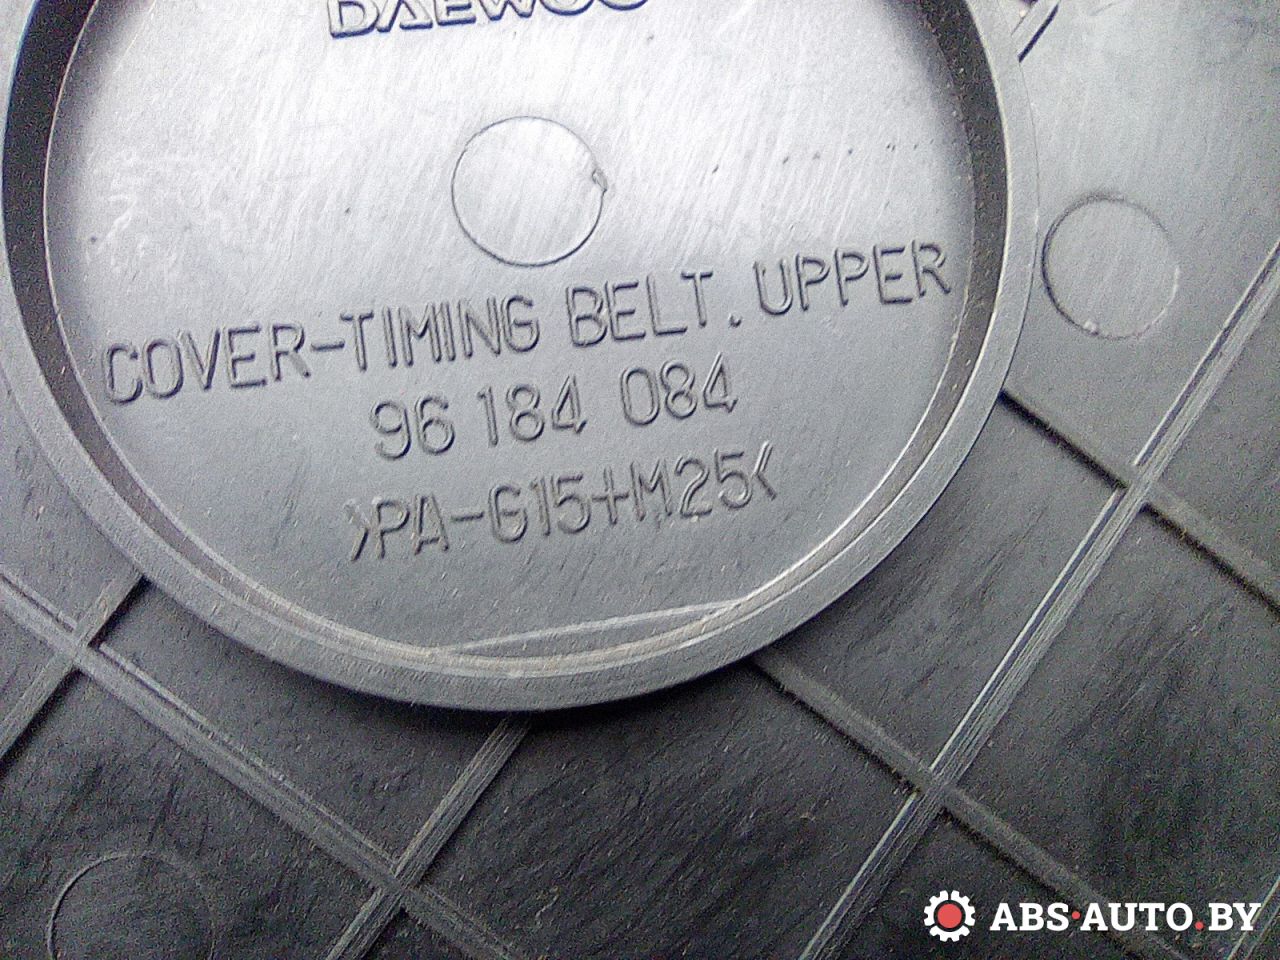 DAEWOO
COVER-TIMING BELT. UPPER
96 184 084
>PA-G15+M25<
ABS·AUTO.BY